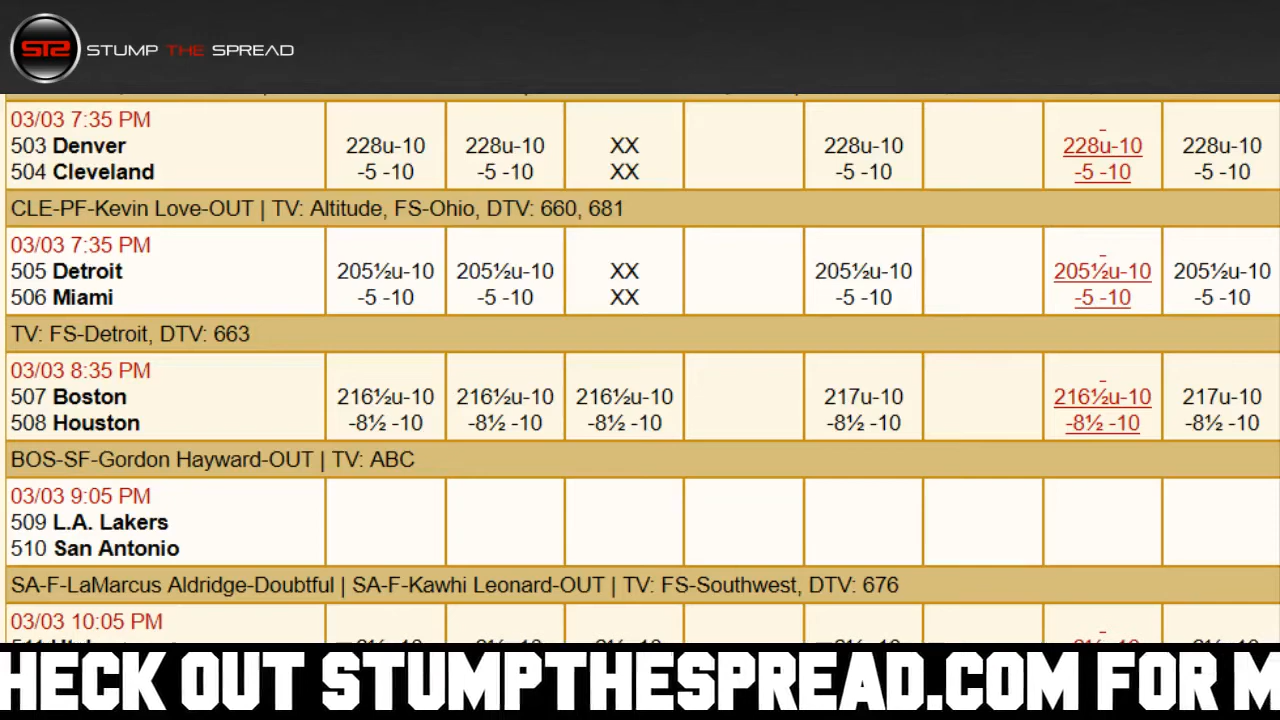 STS STUMP THE SPREAD
03/03 7:35 PM
503 Denver 228u-10 228u-10 XX 228u-10 228u-10 228u-10
504 Cleveland -5 -10 -5 -10 XX -5 -10 -5 -10 -5 -10
CLE-PF-Kevin Love-OUT | TV: Altitude, FS-Ohio, DTV: 660, 681
03/03 7:35 PM
505 Detroit 205½u-10 205½u-10 XX 205½u-10 205½u-10 205½u-10
506 Miami -5 -10 -5 -10 XX -5 -10 -5 -10 -5 -10
TV: FS-Detroit, DTV: 663
03/03 8:35 PM
507 Boston 216½u-10 216½u-10 216½u-10 217u-10 216½u-10 217u-10
508 Houston -8½ -10 -8½ -10 -8½ -10 -8½ -10 -8½ -10 -8½ -10
BOS-SF-Gordon Hayward-OUT | TV: ABC
03/03 9:05 PM
509 L.A. Lakers
510 San Antonio
SA-F-LaMarcus Aldridge-Doubtful | SA-F-Kawhi Leonard-OUT | TV: FS-Southwest, DTV: 676
03/03 10:05 PM
HECK OUT STUMPTHESPREAD.COM FOR M